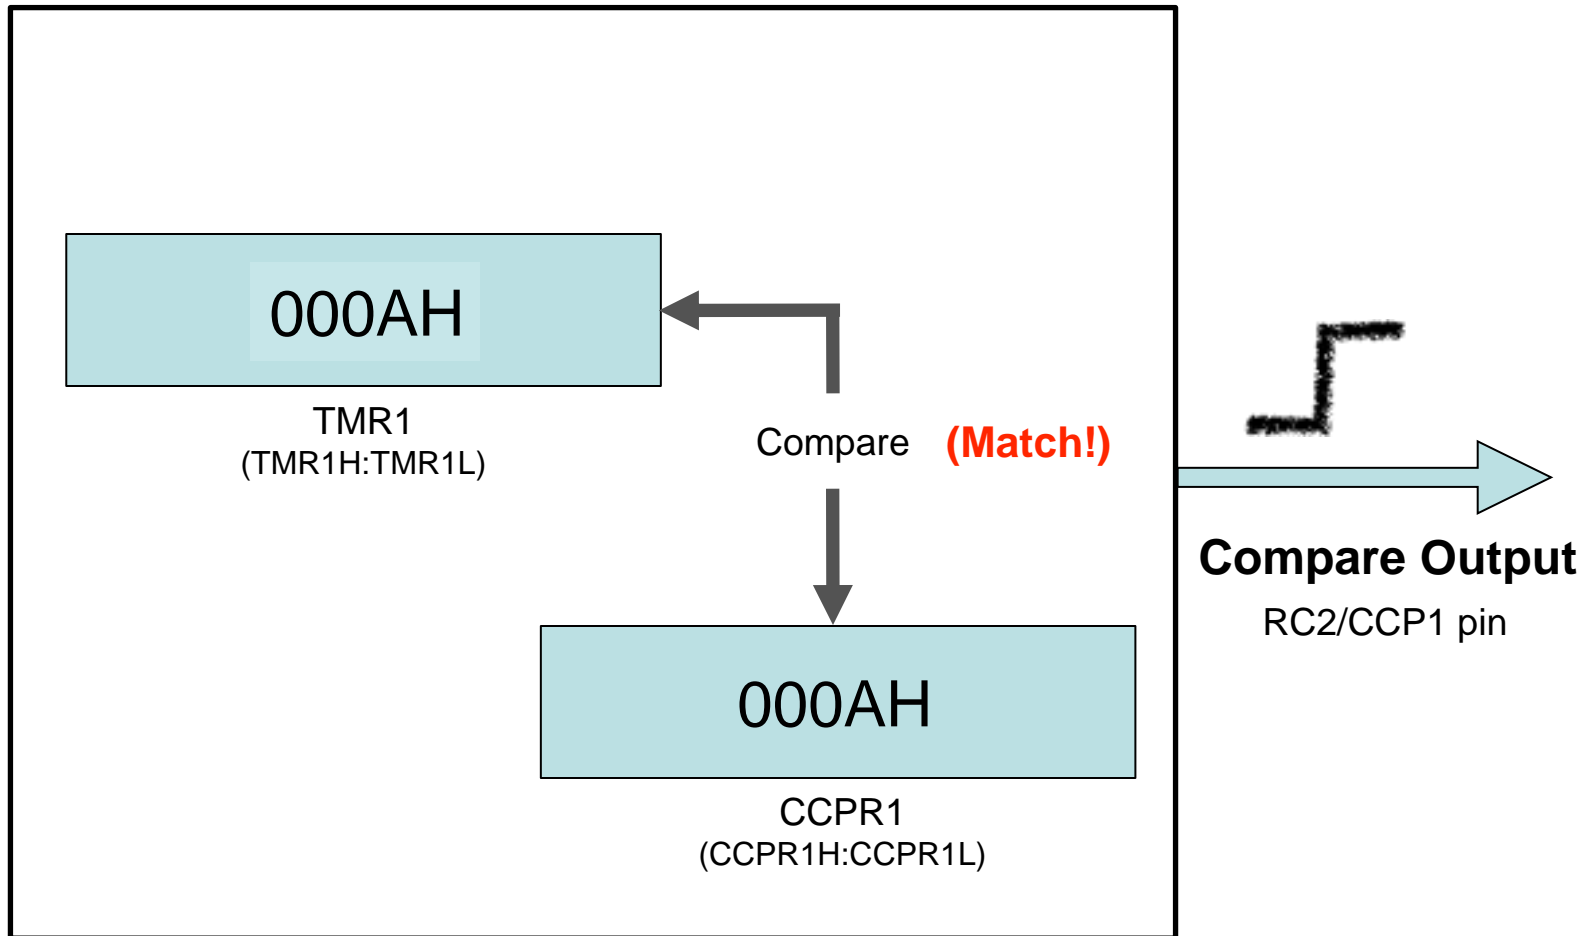 000AH
TMR1
(TMR1H:TMR1L)
Compare (Match!)
Compare Output
RC2/CCP1 pin
000AH
CCPR1
(CCPR1H:CCPR1L)